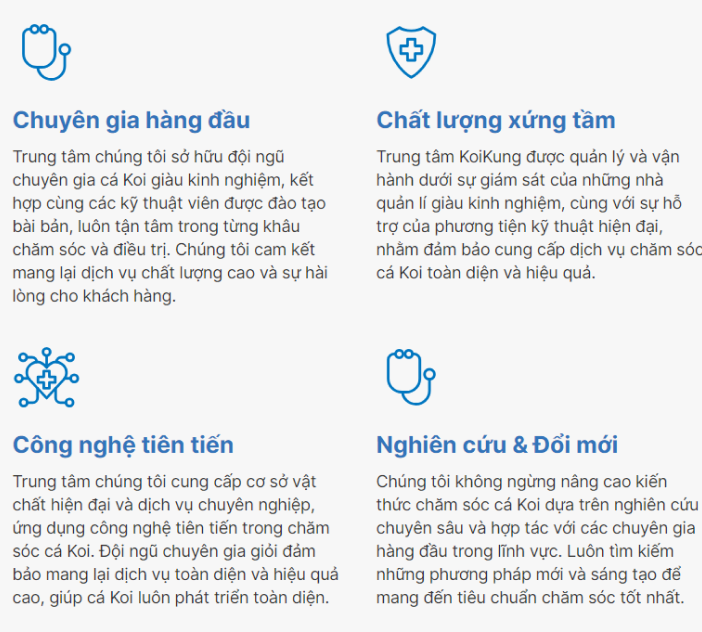 Chuyên gia hàng đầu
Trung tâm chúng tôi sở hữu đội ngũ
chuyên gia cá Koi giàu kinh nghiệm, kết
hợp cùng các kỹ thuật viên được đào tạo
bài bản, luôn tận tâm trong từng khâu
chăm sóc và điều trị. Chúng tôi cam kết
mang lại dịch vụ chất lượng cao và sự hài
lòng cho khách hàng.
Chất lượng xứng tầm
Trung tâm KoiKung được quản lý và vận
hành dưới sự giám sát của những nhà
quản lí giàu kinh nghiệm, cùng với sự hỗ
trợ của phương tiện kỹ thuật hiện đại,
nhằm đảm bảo cung cấp dịch vụ chăm sóc
cá Koi toàn diện và hiệu quả.
Công nghệ tiên tiến
Trung tâm chúng tôi cung cấp cơ sở vật
chất hiện đại và dịch vụ chuyên nghiệp,
ứng dụng công nghệ tiên tiến trong chăm
sóc cá Koi. Đội ngũ chuyên gia giỏi đảm
bảo mang lại dịch vụ toàn diện và hiệu quả
cao, giúp cá Koi luôn phát triển toàn diện.
Nghiên cứu & Đổi mới
Chúng tôi không ngừng nâng cao kiến
thức chăm sóc cá Koi dựa trên nghiên cứu
chuyên sâu và hợp tác với các chuyên gia
hàng đầu trong lĩnh vực. Luôn tìm kiếm
những phương pháp mới và sáng tạo để
mang đến tiêu chuẩn chăm sóc tốt nhất.